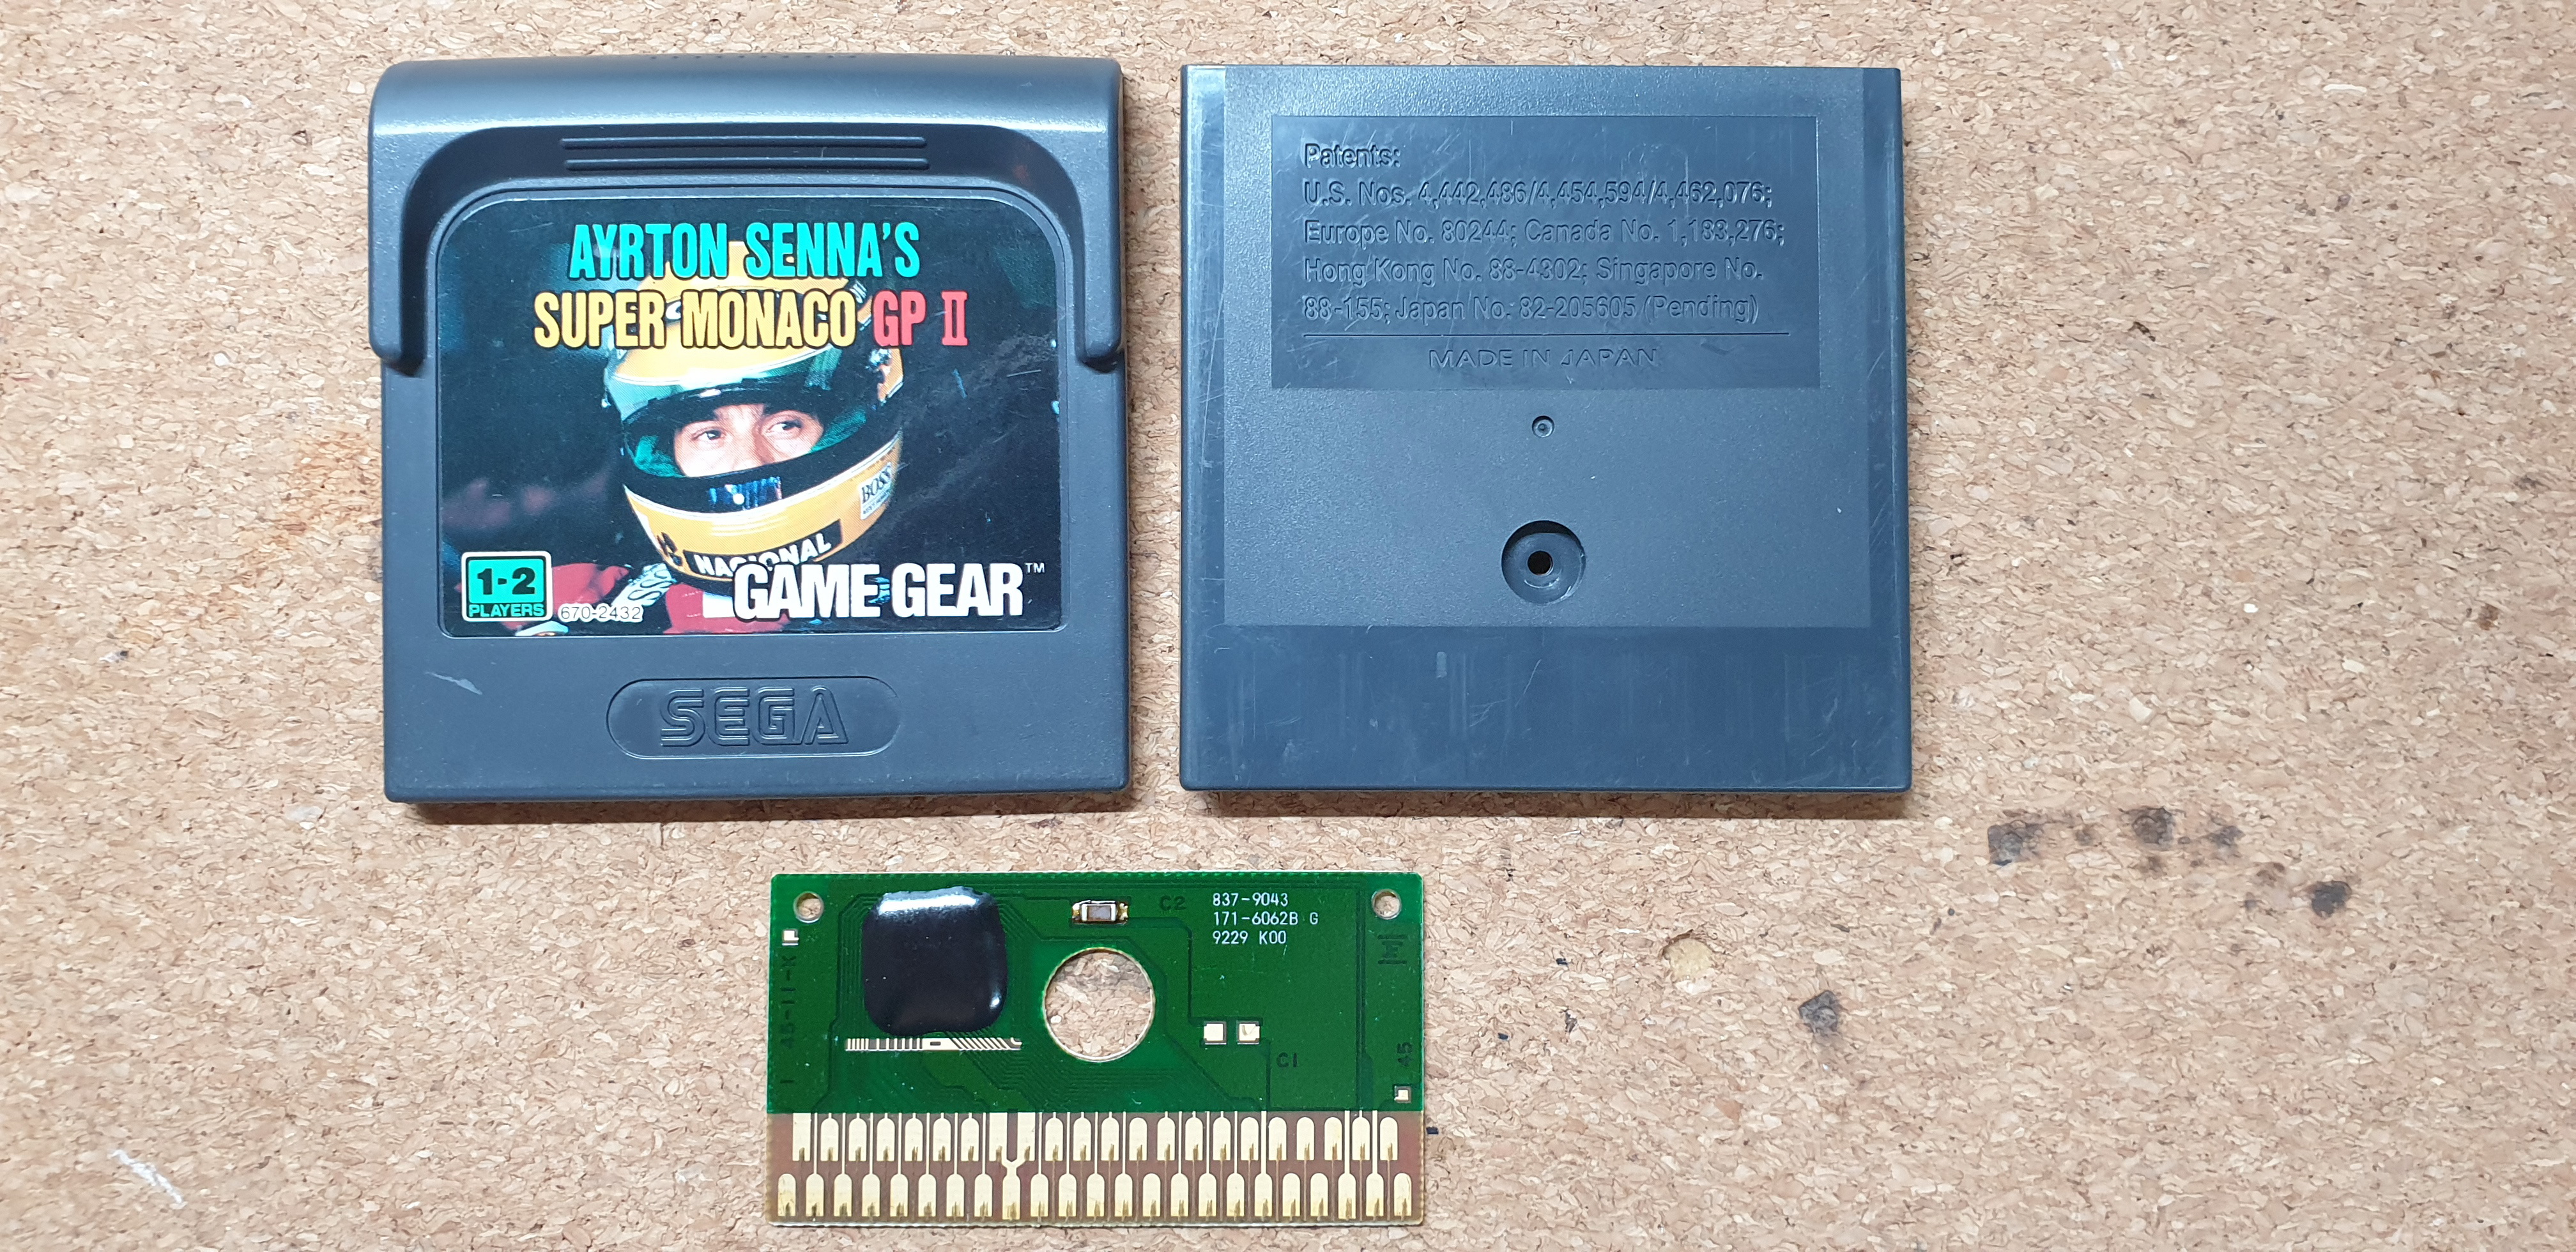 AYRTON SENNA'S
SUPER MONACO GP II
BOSS
NACIONAL
GAME GEAR™
1-2
PLAYERS
670-2432
SEGA
Patents:
U.S. Nos. 4,442,486/4,454,594/4,462,076;
Europe No. 80244; Canada No. 1,183,276;
Hong Kong No. 88-4302; Singapore No.
88-155; Japan No. 82-205605 (Pending)
MADE IN JAPAN
C2
837-9043
171-6062B G
9229 K00
C1
45